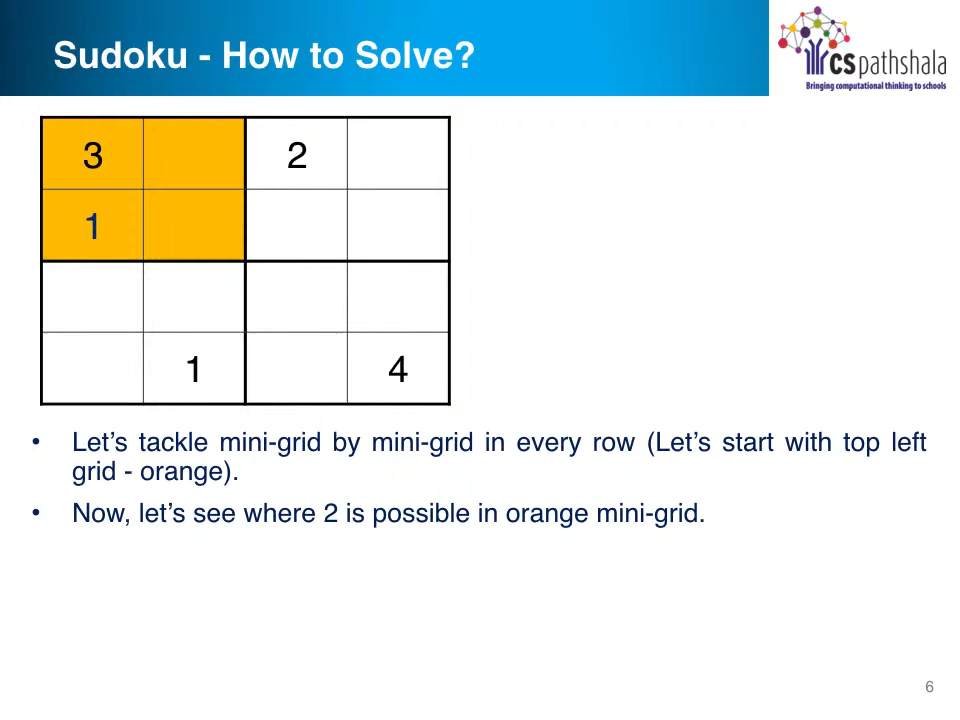 Sudoku - How to Solve?
CSpathshala
Bringing computational thinking to schools
3 2
1
1 4
• Let’s tackle mini-grid by mini-grid in every row (Let’s start with top left
grid - orange).
• Now, let’s see where 2 is possible in orange mini-grid.
6